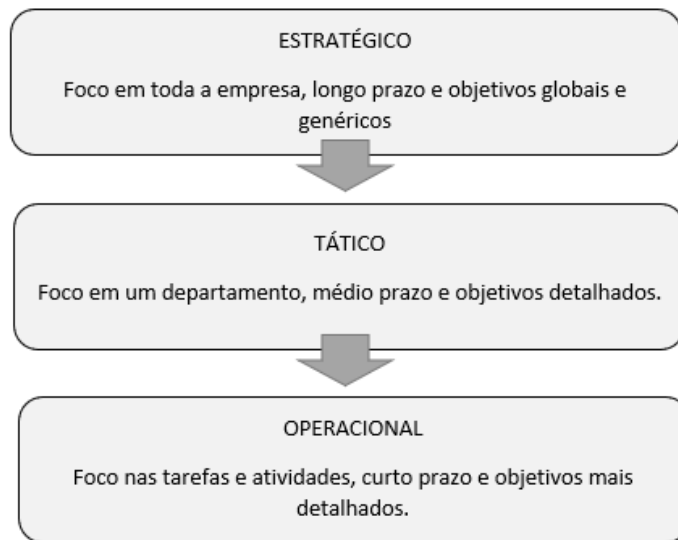 ESTRATÉGICO
Foco em toda a empresa, longo prazo e objetivos globais e
genéricos
TÁTICO
Foco em um departamento, médio prazo e objetivos detalhados.
OPERACIONAL
Foco nas tarefas e atividades, curto prazo e objetivos mais
detalhados.